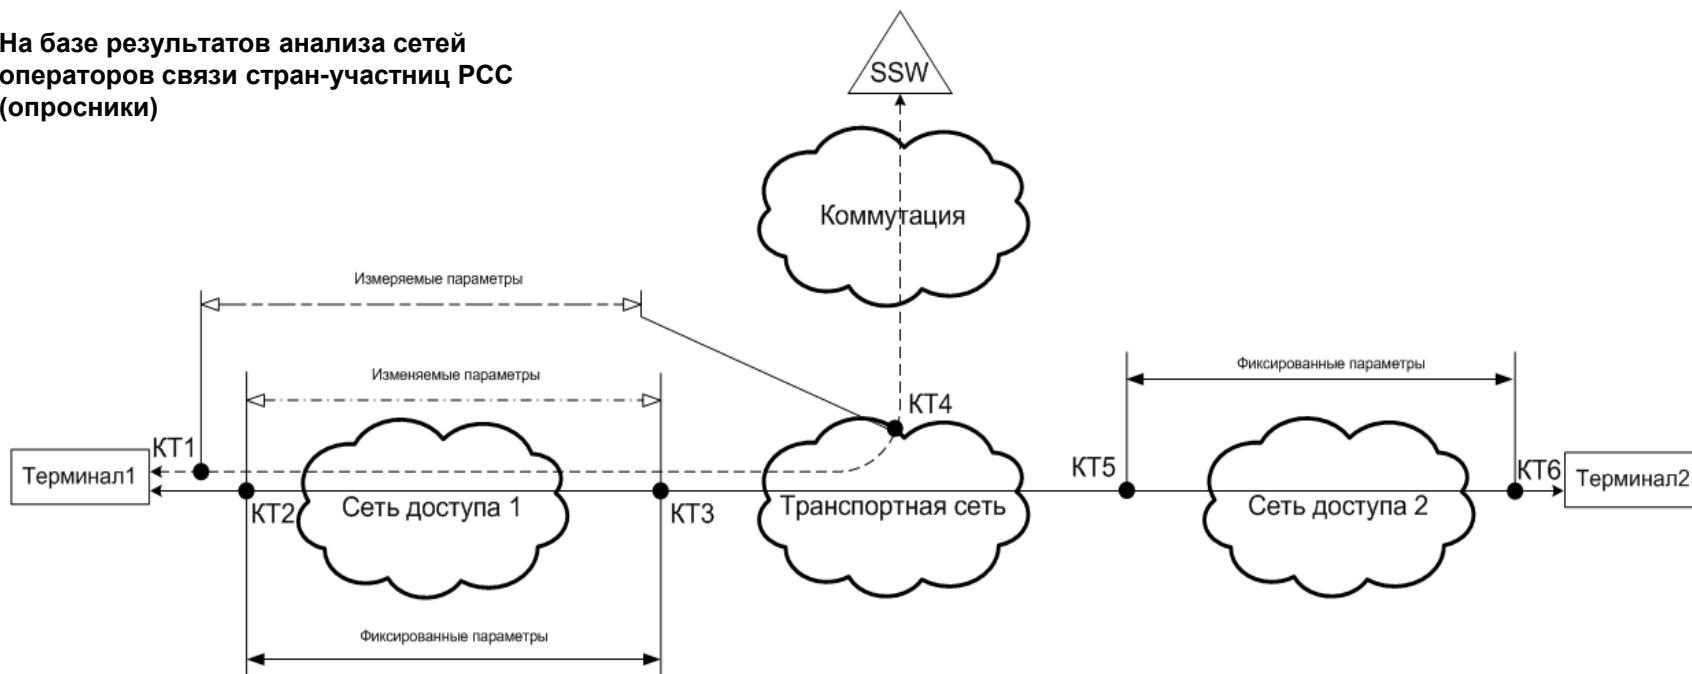 На базе результатов анализа сетей
операторов связи стран-участниц РСС
(опросники)
SSW
Коммутация
Измеряемые параметры
Изменяемые параметры
Фиксированные параметры
КТ4
КТ1
Терминал1
КТ2
Сеть доступа 1
КТ3
Транспортная сеть
КТ5
Сеть доступа 2
КТ6
Терминал2
Фиксированные параметры